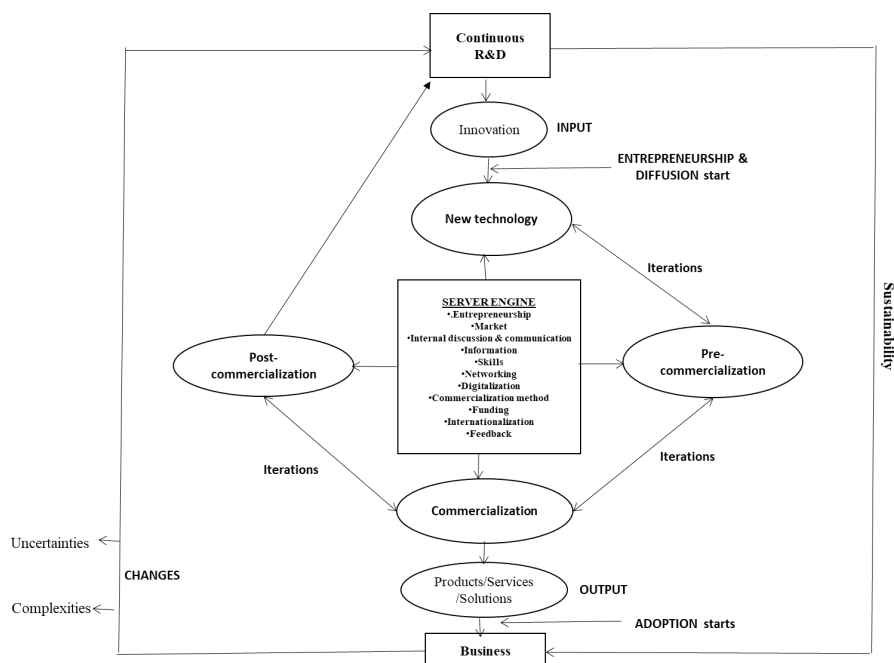 Continuous
R&D
Innovation
INPUT
ENTREPRENEURSHIP &
DIFFUSION start
New technology
Iterations
SERVER ENGINE
•.Entrepreneurship
•Market
•Internal discussion & communication
•Information
•Skills
•Networking
•Digitalization
•Commercialization method
•Funding
•Internationalization
•Feedback
Post-
commercialization
Pre-
commercialization
Sustainability
Iterations
Iterations
Commercialization
Uncertainties
CHANGES
Products/Services
/Solutions
OUTPUT
Complexities
ADOPTION starts
Business